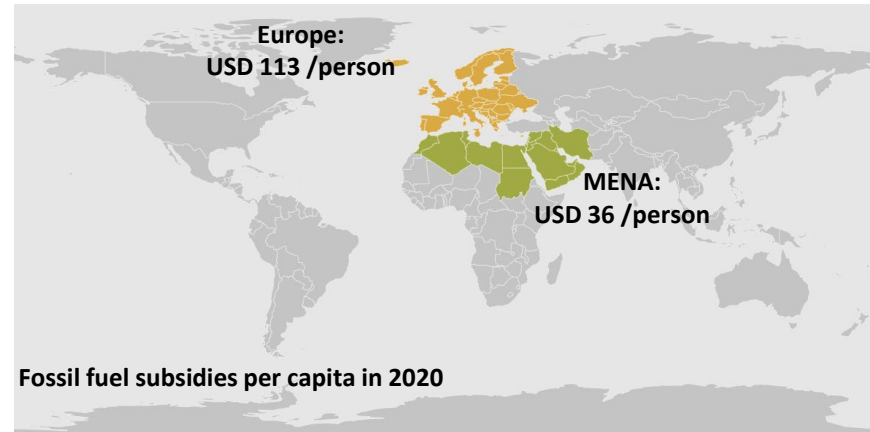 Europe:
USD 113 /person
MENA:
USD 36 /person
Fossil fuel subsidies per capita in 2020